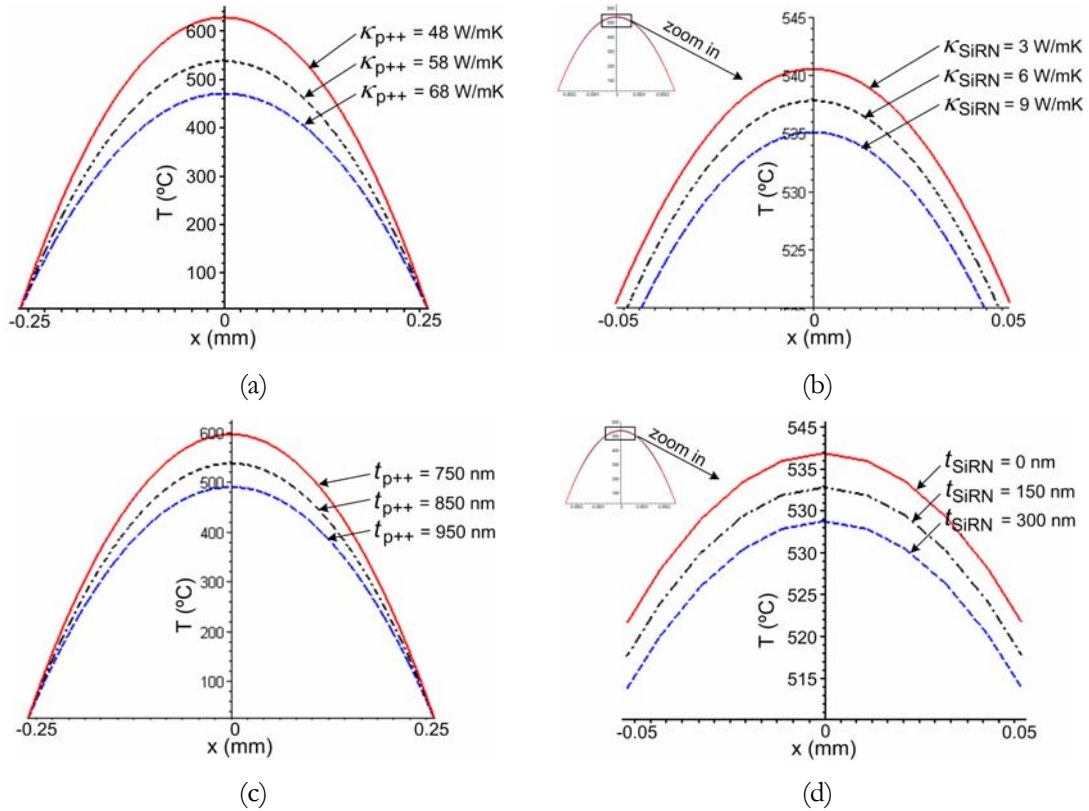 600
500
400
300
200
100
T (ºC)
κp++ = 48 W/mK
κp++ = 58 W/mK
κp++ = 68 W/mK
-0.25
0
0.25
x (mm)
(a)
zoom in
545
540
535
530
525
T (ºC)
κSiRN = 3 W/mK
κSiRN = 6 W/mK
κSiRN = 9 W/mK
-0.05
0
0.05
x (mm)
(b)
600
500
400
300
200
100
T (ºC)
tp++ = 750 nm
tp++ = 850 nm
tp++ = 950 nm
-0.25
0
0.25
x (mm)
(c)
zoom in
545
530
525
520
515
T (ºC)
tSiRN = 0 nm
tSiRN = 150 nm
tSiRN = 300 nm
-0.05
0
0.05
x (mm)
(d)